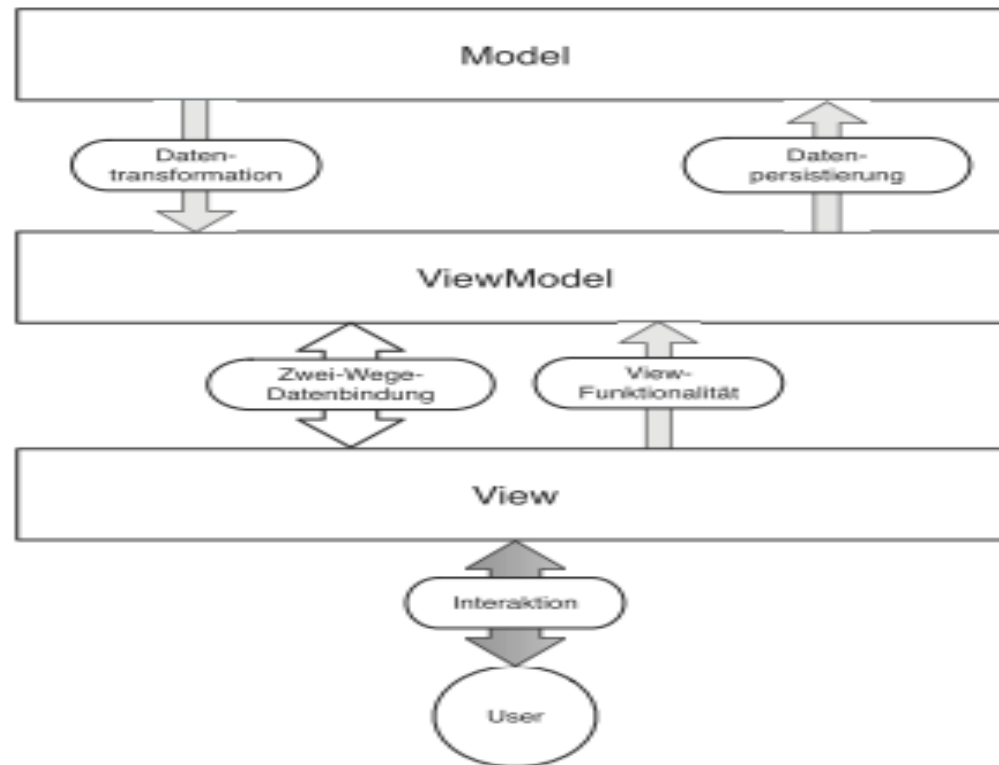 Model
Daten-
transformation
Daten-
persistierung
ViewModel
Zwei-Wege-
Datenbindung
View-
Funktionalität
View
Interaktion
User